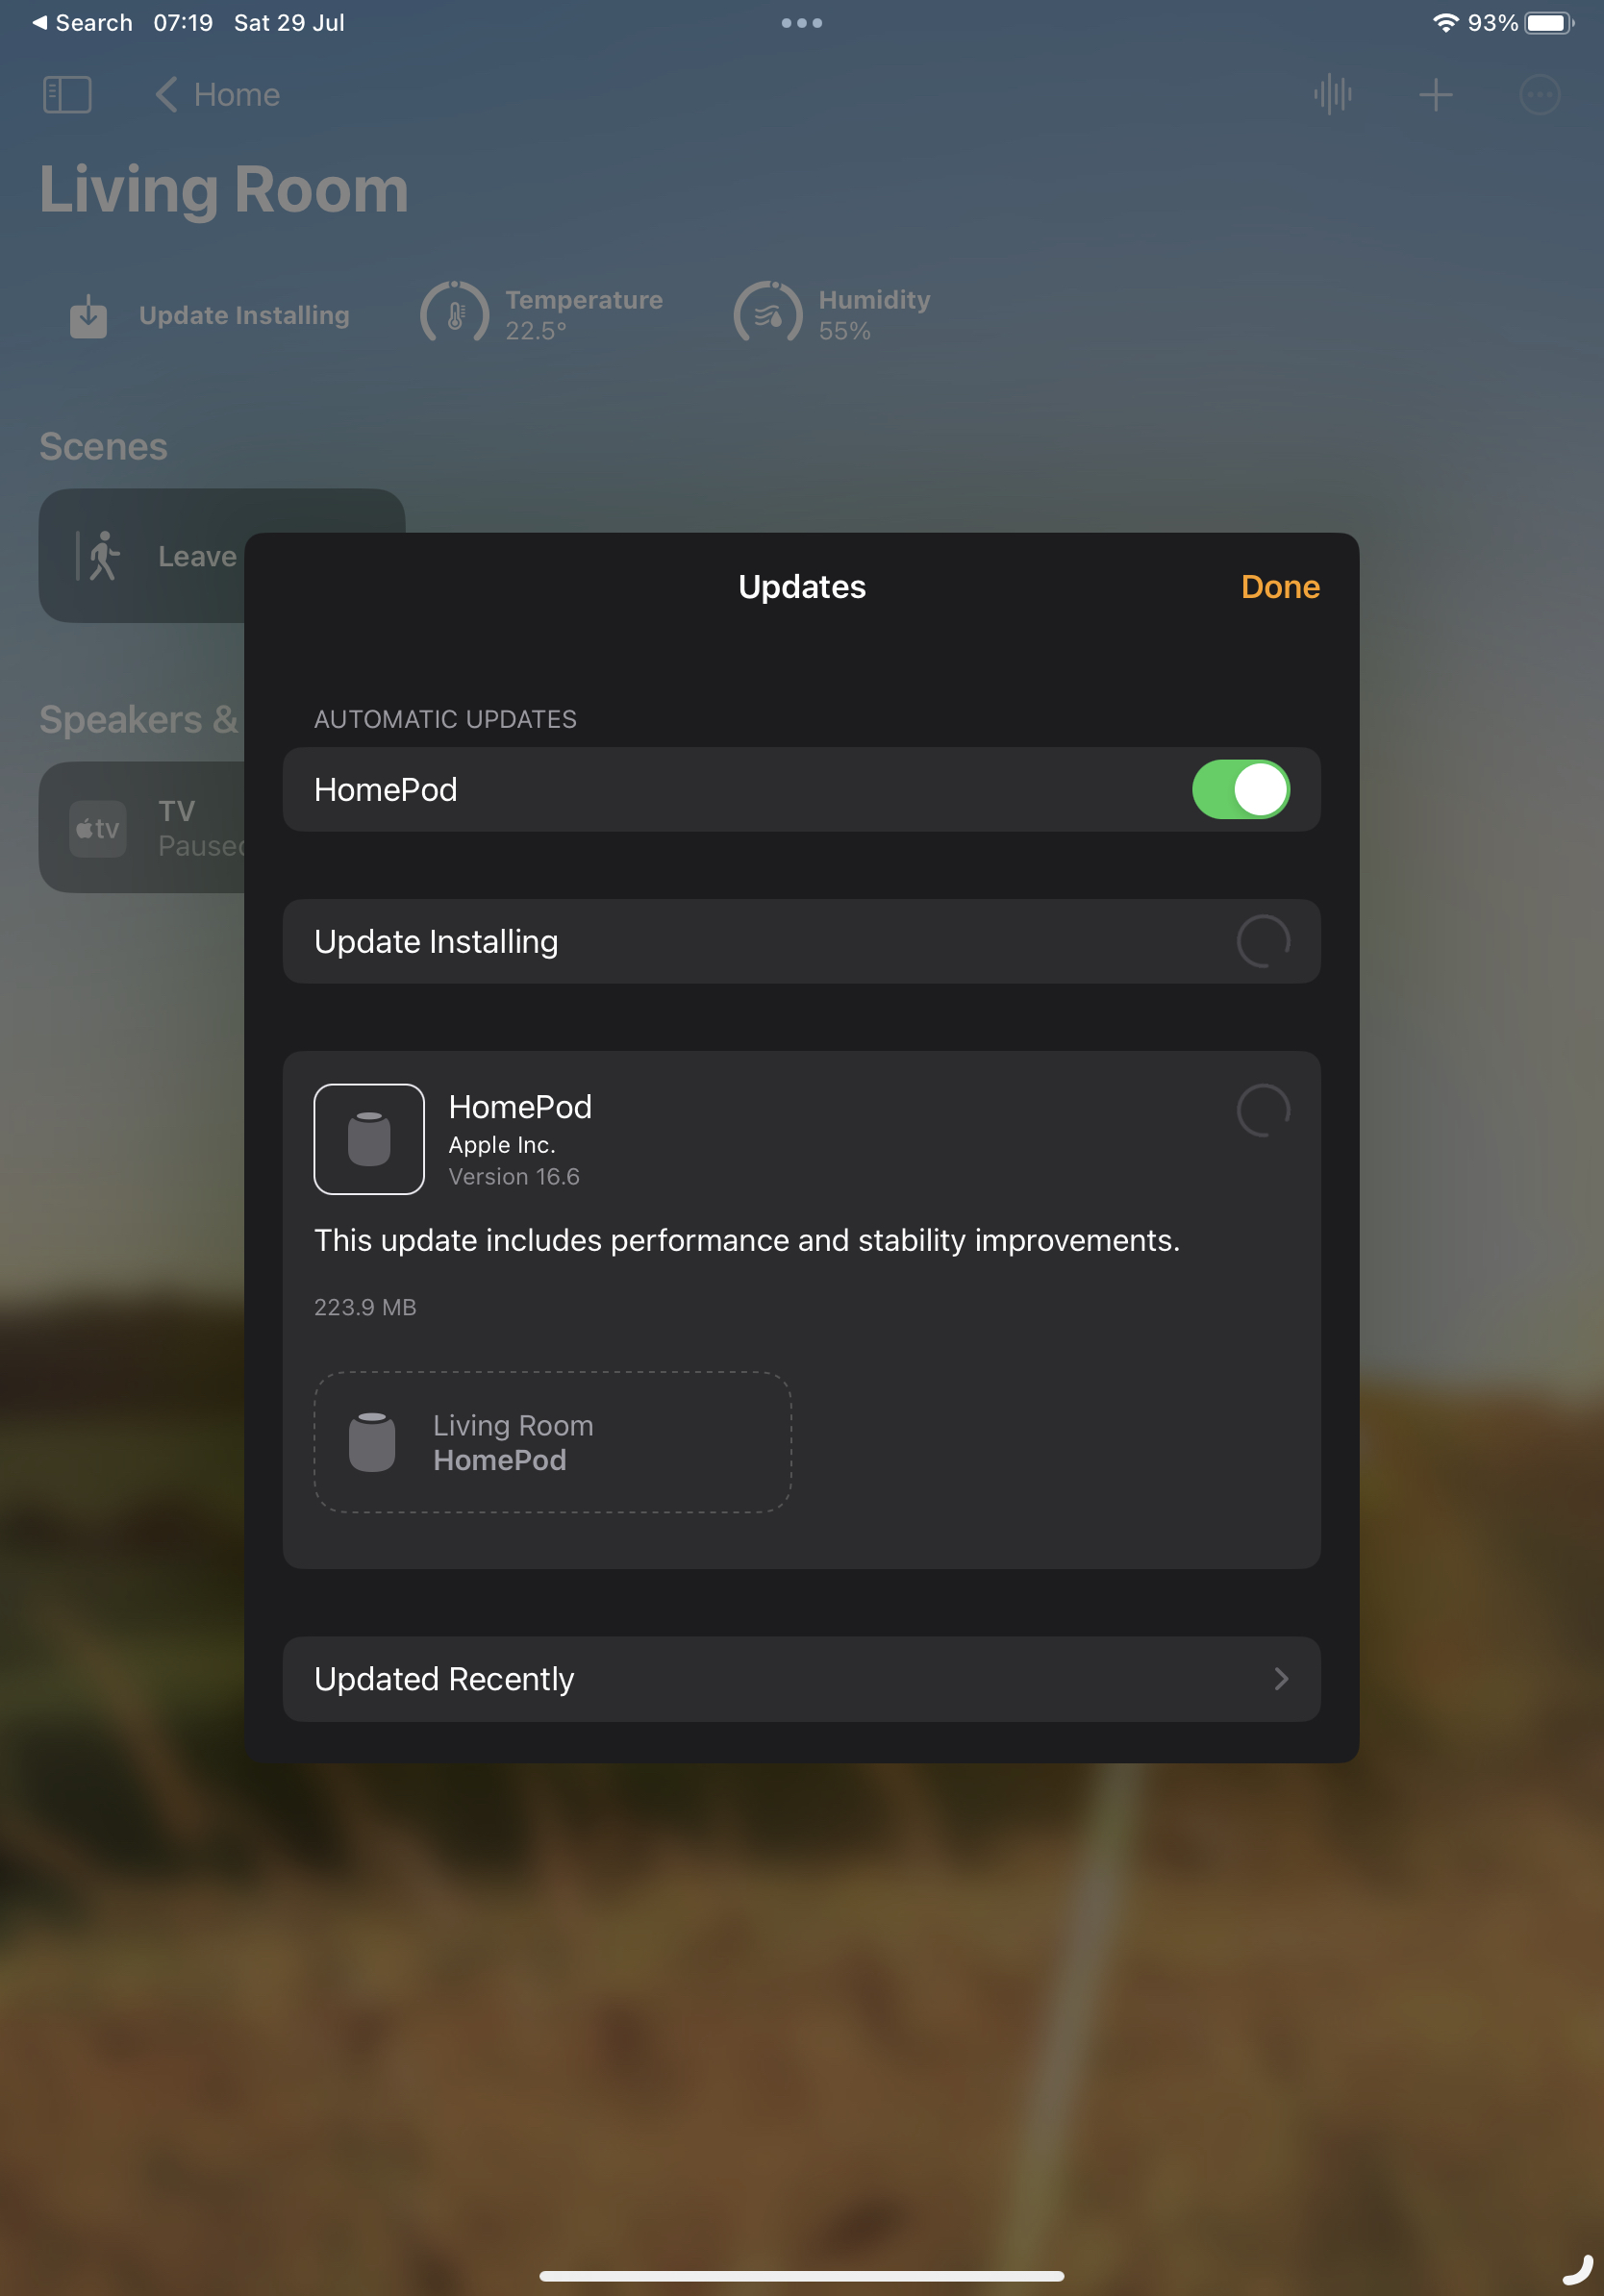 Search 07:19 Sat 29 Jul
93%
Home
Living Room
Update Installing
Temperature
22.5°
Humidity
55%
Scenes
Leave
Speakers &
tv
TV
Paused
Updates
Done
AUTOMATIC UPDATES
HomePod
Update Installing
HomePod
Apple Inc.
Version 16.6
This update includes performance and stability improvements.
223.9 MB
Living Room
HomePod
Updated Recently